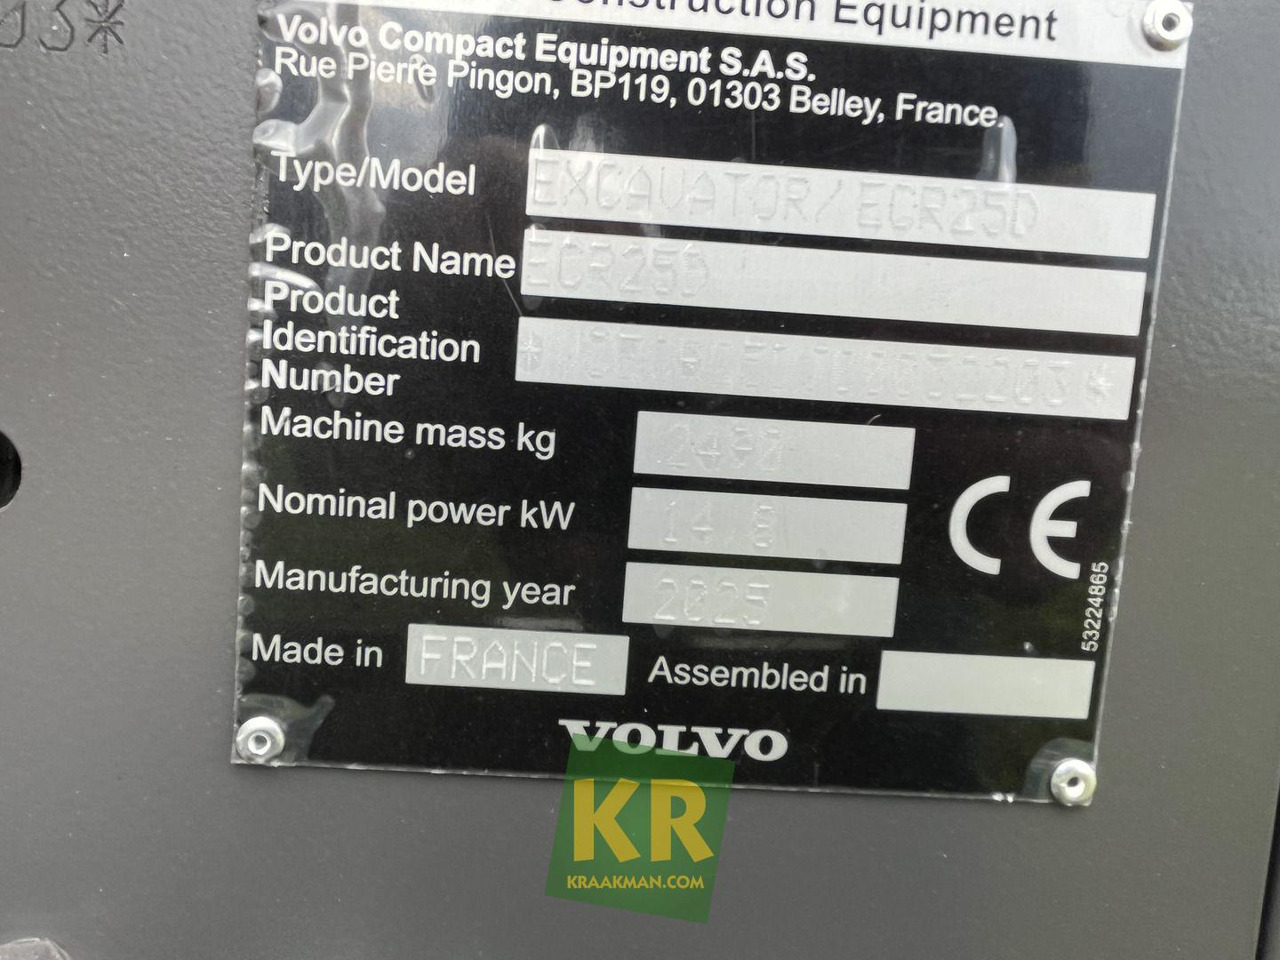 Construction Equipment
Volvo Compact Equipment S.A.S.
Rue Pierre Pingon, BP119, 01303 Belley, France.
Type/Model EXCAVATOR/ECR25D
Product Name ECR25D
Product
Identification
Number
Machine mass kg
Nominal power kW 14.8
Manufacturing year 2025
Made in FRANCE Assembled in
CE
53224865
VOLVO
KR
KRAAKMAN.COM